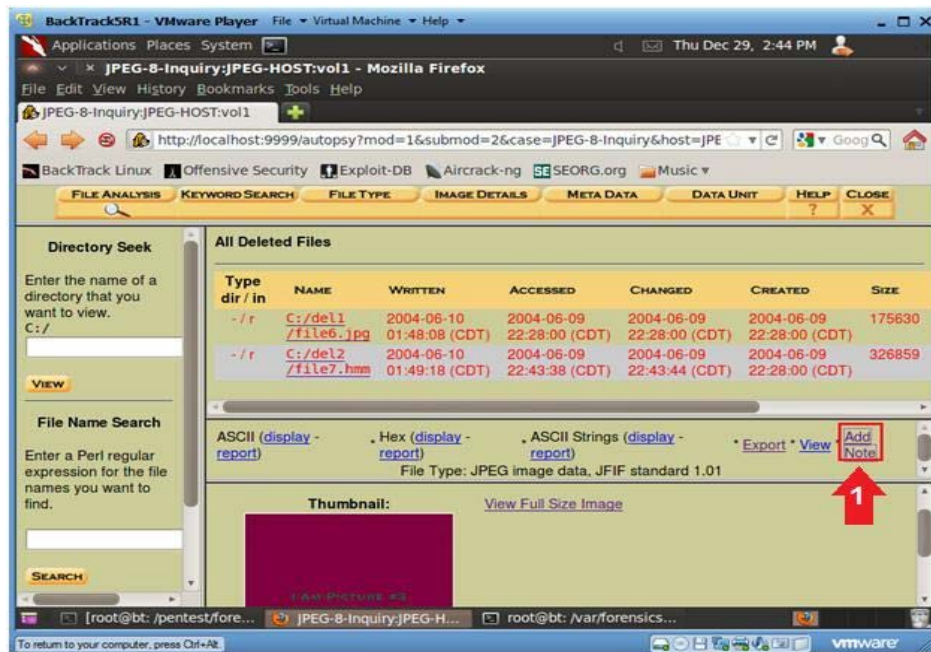 BackTrack5R1 - VMware Player File Virtual Machine Help
Applications Places System Thu Dec 29, 2:44 PM
JPEG-8-Inquiry:JPEG-HOST:vol1 - Mozilla Firefox
File Edit View History Bookmarks Tools Help
JPEG-8-Inquiry:JPEG-HOST:vol1
http://localhost:9999/autopsy?mod=1&submod=2&case=JPEG-8-Inquiry&host=JPE Goog
BackTrack Linux Offensive Security Exploit-DB Aircrack-ng SE SEORG.org Music
FILE ANALYSIS KEYWORD SEARCH FILE TYPE IMAGE DETAILS META DATA DATA UNIT HELP ? CLOSE X
Directory Seek
Enter the name of a
directory that you
want to view.
C:/
VIEW
File Name Search
Enter a Perl regular
expression for the file
names you want to
find.
SEARCH
All Deleted Files
Type
dir / in
NAME WRITTEN ACCESSED CHANGED CREATED SIZE
- / r C:/del1 2004-06-10 2004-06-09 2004-06-09 2004-06-09 175630
/file6.jpg 01:48:08 (CDT) 22:28:00 (CDT) 22:28:00 (CDT) 22:28:00 (CDT)
- / r C:/del2 2004-06-10 2004-06-09 2004-06-09 2004-06-09 326859
/file7.hmm 01:49:18 (CDT) 22:43:38 (CDT) 22:43:44 (CDT) 22:28:00 (CDT)
ASCII (display - * Hex (display - * ASCII Strings (display - * Export * View * Add
report) report) report) Note
File Type: JPEG image data, JFIF standard 1.01
1
Thumbnail: View Full Size Image
I AM PICTURE #3
[root@bt: /pentest/fore... JPEG-8-Inquiry:JPEG-H... root@bt: /var/forensics...
To return to your computer, press Ctrl+Alt. vmware